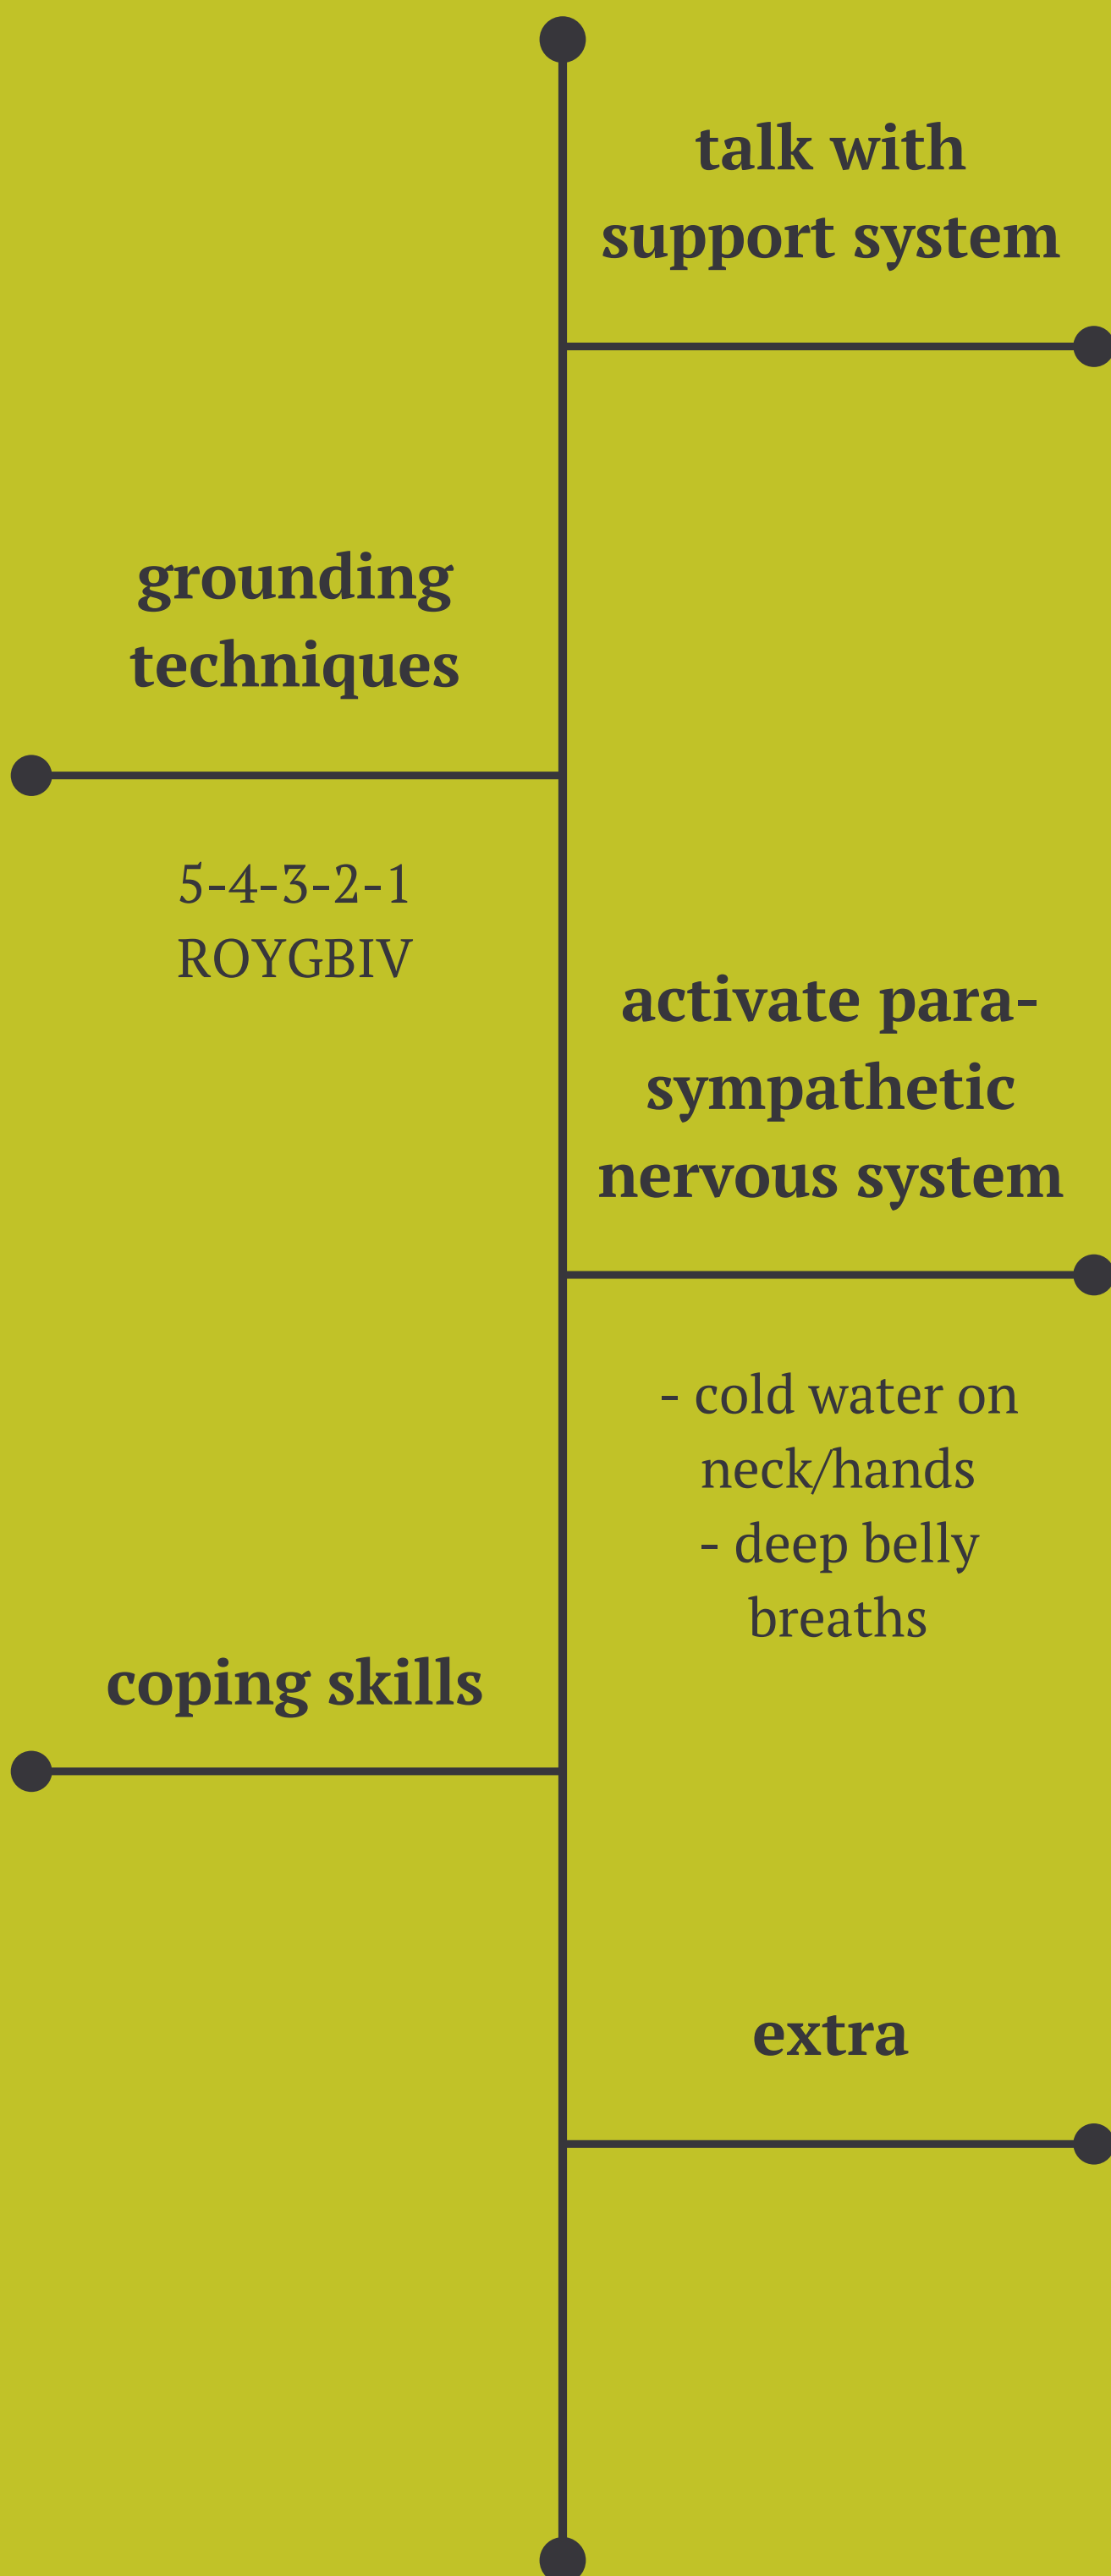 talk with
support system
grounding
techniques
5-4-3-2-1
ROYGBIV
activate para-
sympathetic
nervous system
- cold water on
neck/hands
- deep belly
breaths
coping skills
extra